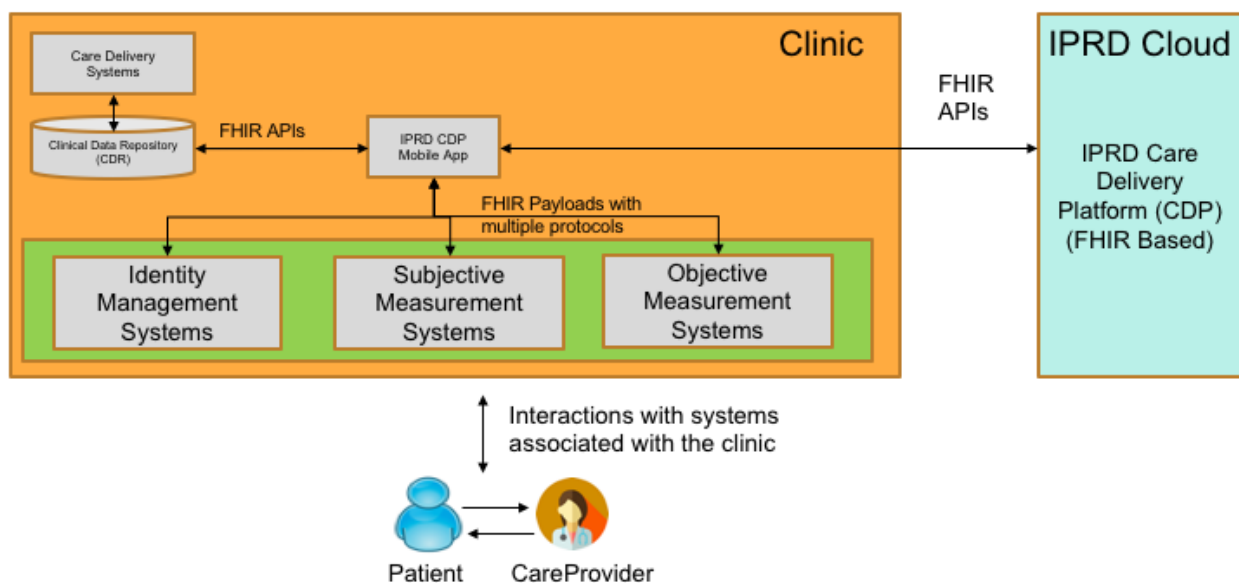 Clinic
IPRD Cloud
Care Delivery
Systems
Clinical Data Repository
(CDR)
FHIR APIs
IPRD CDP
Mobile App
FHIR
APIs
IPRD Care
Delivery
Platform (CDP)
(FHIR Based)
FHIR Payloads with
multiple protocols
Identity
Management
Systems
Subjective
Measurement
Systems
Objective
Measurement
Systems
Interactions with systems
associated with the clinic
Patient
CareProvider